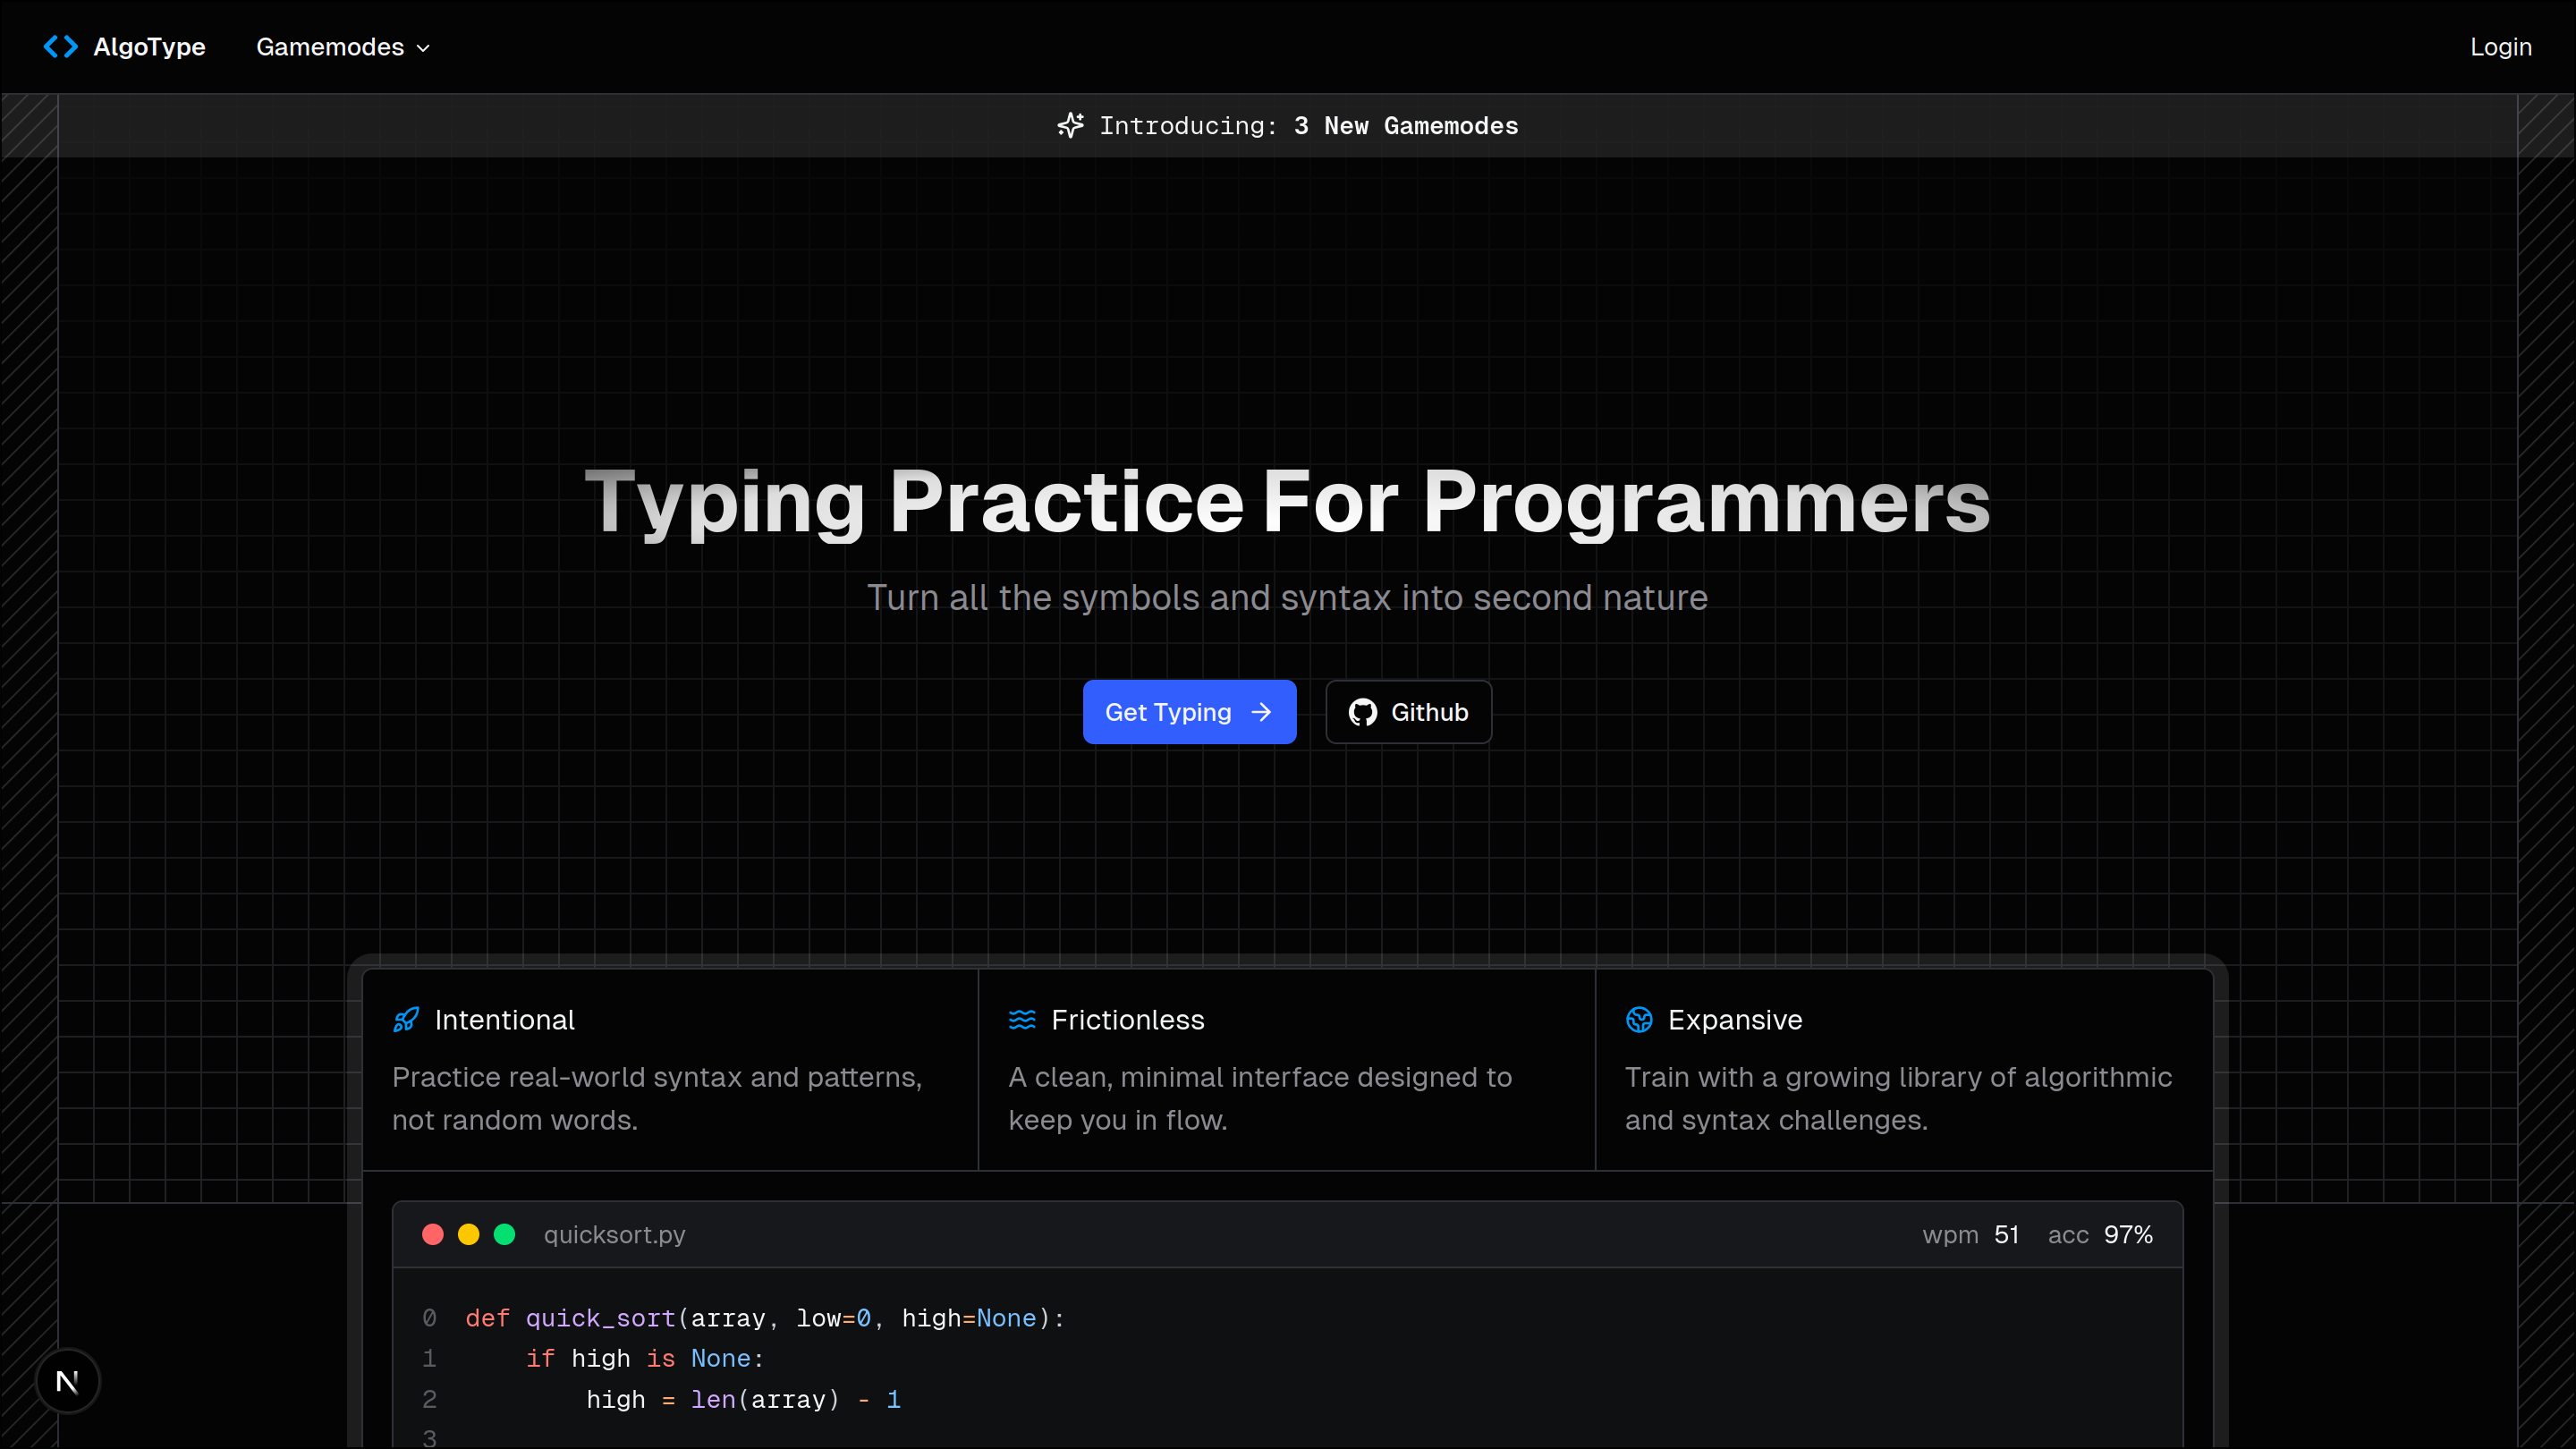 AlgoType Gamemodes Login
Introducing: 3 New Gamemodes
Typing Practice For Programmers
Turn all the symbols and syntax into second nature
Get Typing Github
Intentional
Practice real-world syntax and patterns,
not random words.
Frictionless
A clean, minimal interface designed to
keep you in flow.
Expansive
Train with a growing library of algorithmic
and syntax challenges.
quicksort.py wpm 51 acc 97%
0 def quick_sort(array, low=0, high=None):
1     if high is None:
2         high = len(array) - 1
3
N